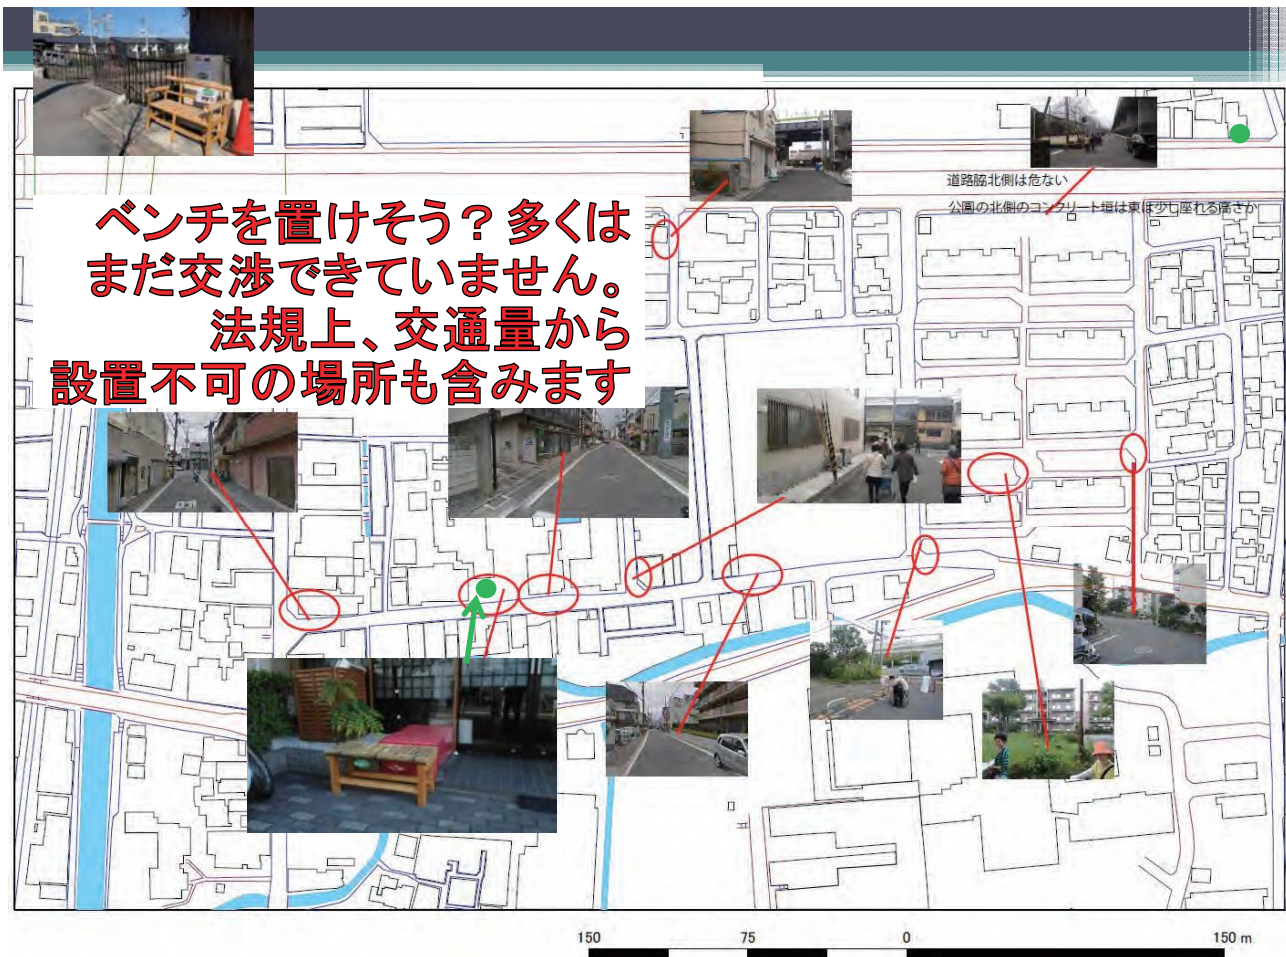 ベンチを置けそう？多くは
まだ交渉できていません。
法規上、交通量から
設置不可の場所も含みます
道路脇北側は危ない
公園の北側のコンクリート垣は東は少し座れる高さか
150 75 0 150 m